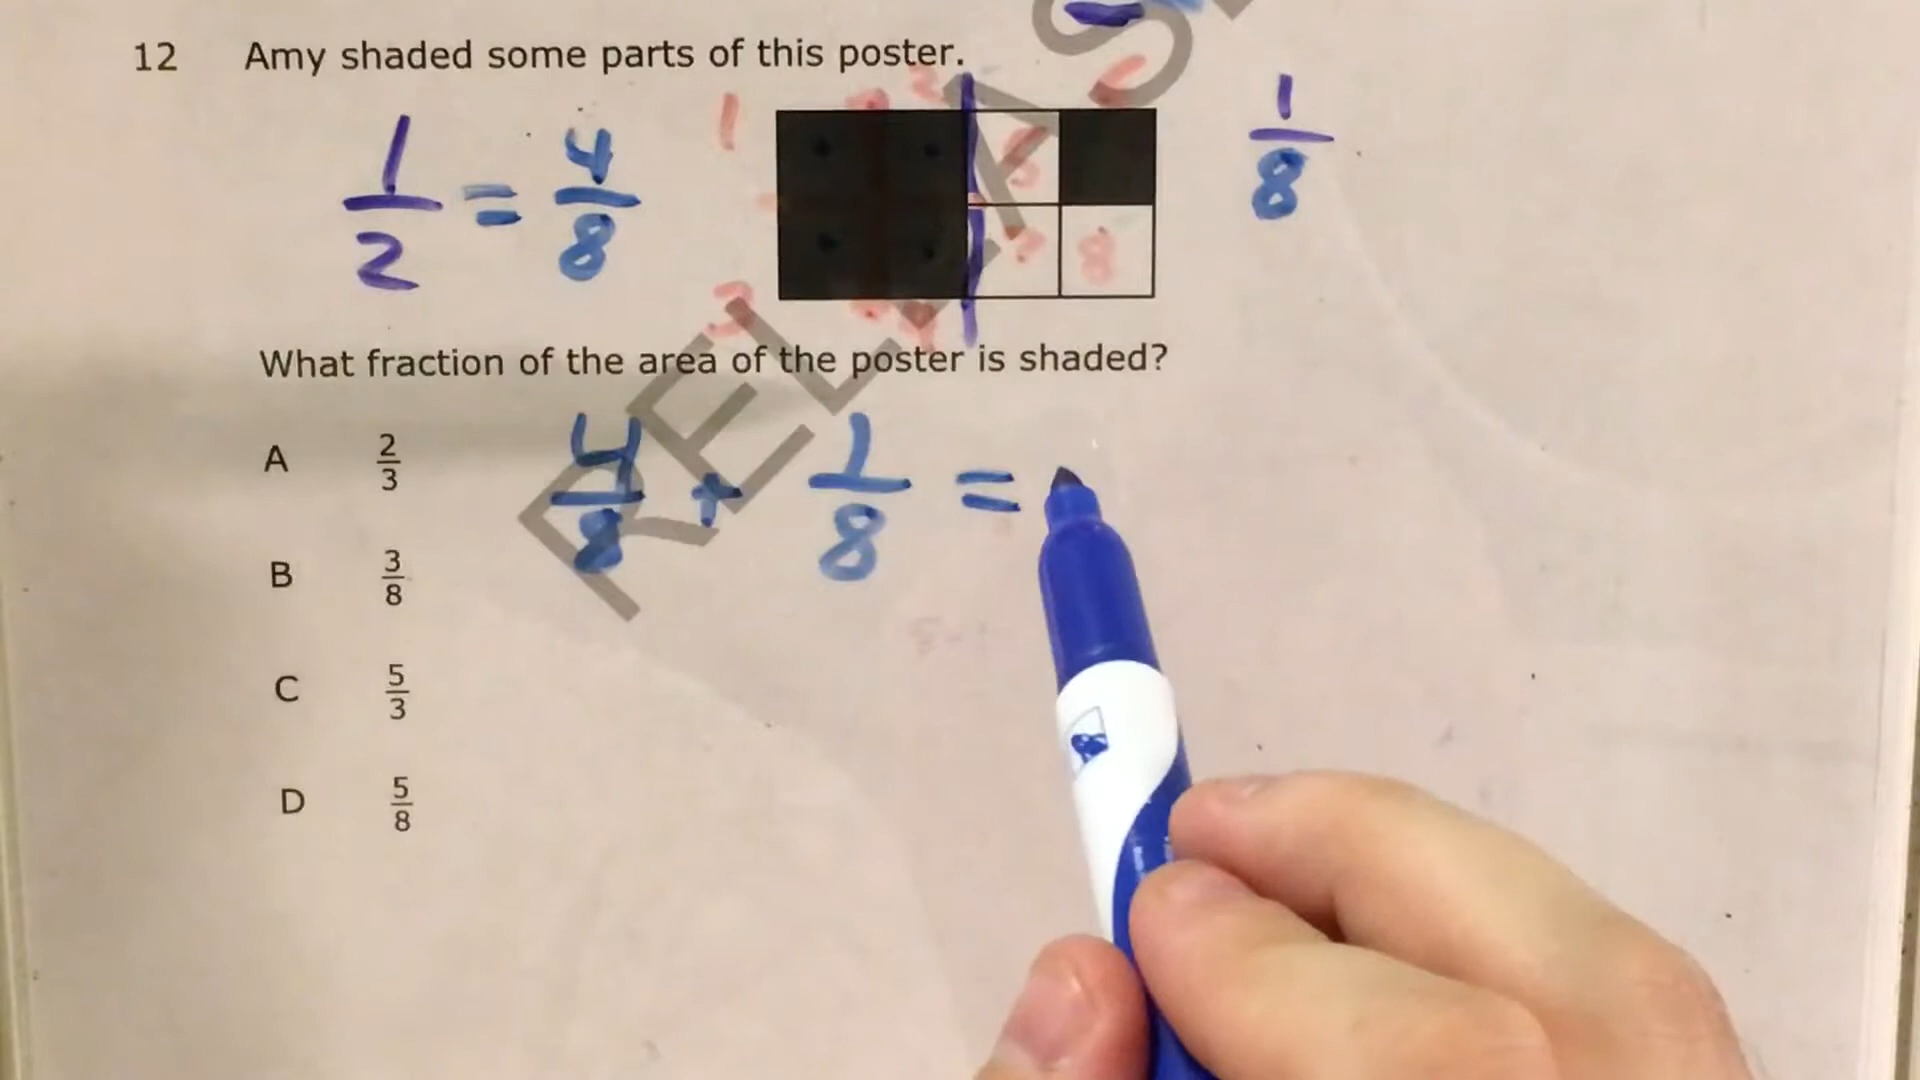 12 Amy shaded some parts of this poster.
1/2 = 4/8
1/8
What fraction of the area of the poster is shaded?
A 2/3
4/8 + 1/8 =
B 3/8
C 5/3
D 5/8
8